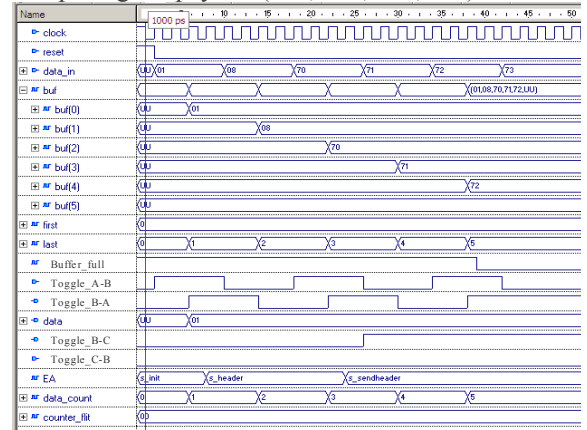 Name 5 10 15 20 25 30 35 40 45 50
1000 ps
clock
reset
data_in UU 01 08 70 71 72 73
buf (01,08,70,71,72,UU)
buf(0) UU 01
buf(1) UU 08
buf(2) UU 70
buf(3) UU 71
buf(4) UU 72
buf(5) UU
first 0
last 0 1 2 3 4 5
Buffer_full
Toggle_A-B
Toggle_B-A
data UU 01
Toggle_B-C
Toggle_C-B
EA s_init s_header s_sendheader
data_count 0 1 2 3 4 5
counter_flit 00